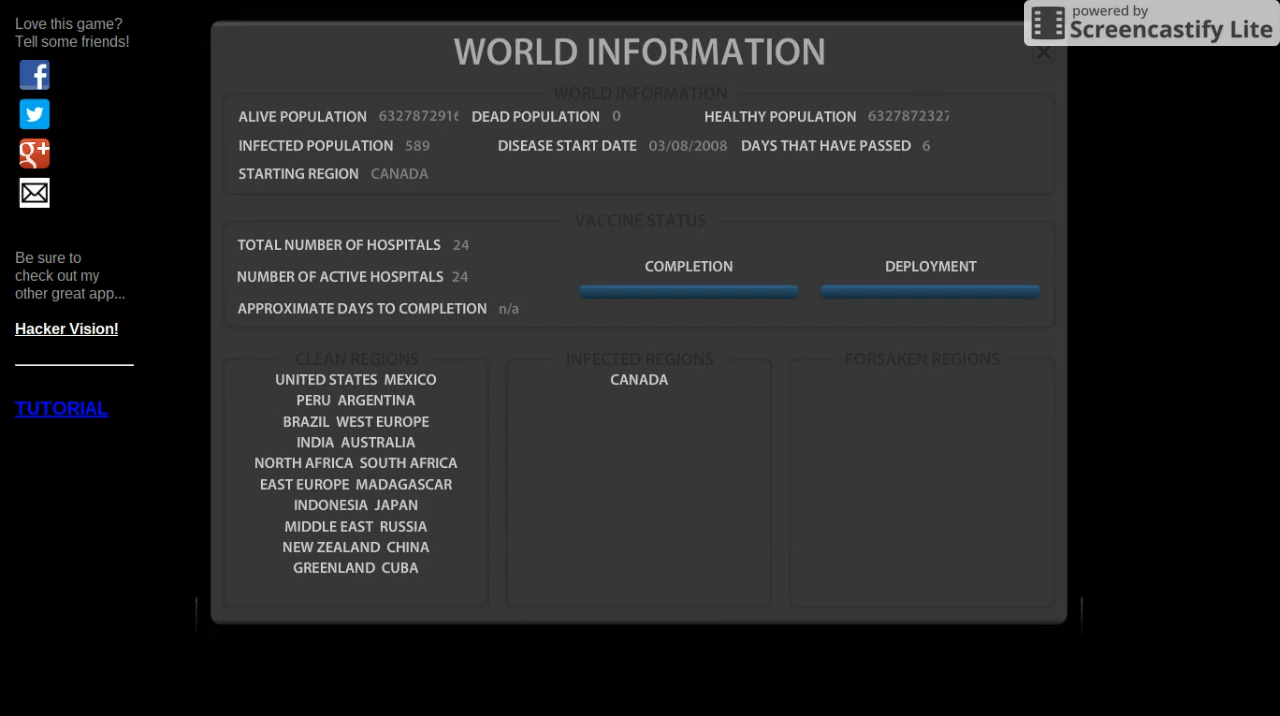 Love this game?
Tell some friends!
Be sure to
check out my
other great app...
Hacker Vision!
TUTORIAL
powered by
Screencastify Lite
WORLD INFORMATION
WORLD INFORMATION
ALIVE POPULATION 6327872916 DEAD POPULATION 0 HEALTHY POPULATION 6327872327
INFECTED POPULATION 589 DISEASE START DATE 03/08/2008 DAYS THAT HAVE PASSED 6
STARTING REGION CANADA
VACCINE STATUS
TOTAL NUMBER OF HOSPITALS 24
NUMBER OF ACTIVE HOSPITALS 24
APPROXIMATE DAYS TO COMPLETION n/a
COMPLETION DEPLOYMENT
CLEAN REGIONS
UNITED STATES MEXICO
PERU ARGENTINA
BRAZIL WEST EUROPE
INDIA AUSTRALIA
NORTH AFRICA SOUTH AFRICA
EAST EUROPE MADAGASCAR
INDONESIA JAPAN
MIDDLE EAST RUSSIA
NEW ZEALAND CHINA
GREENLAND CUBA
INFECTED REGIONS
CANADA
FORSAKEN REGIONS